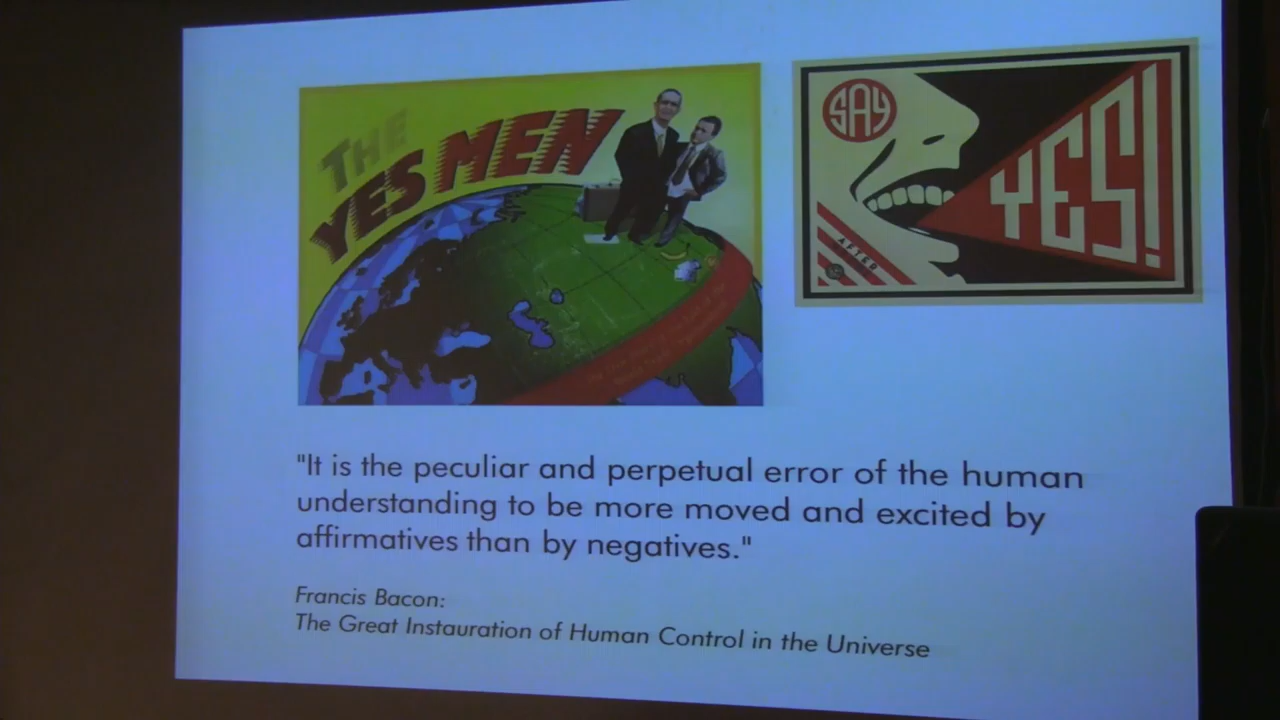 THE
YES MEN
SAY
YES!
AFTER
"It is the peculiar and perpetual error of the human
understanding to be more moved and excited by
affirmatives than by negatives."
Francis Bacon:
The Great Instauration of Human Control in the Universe